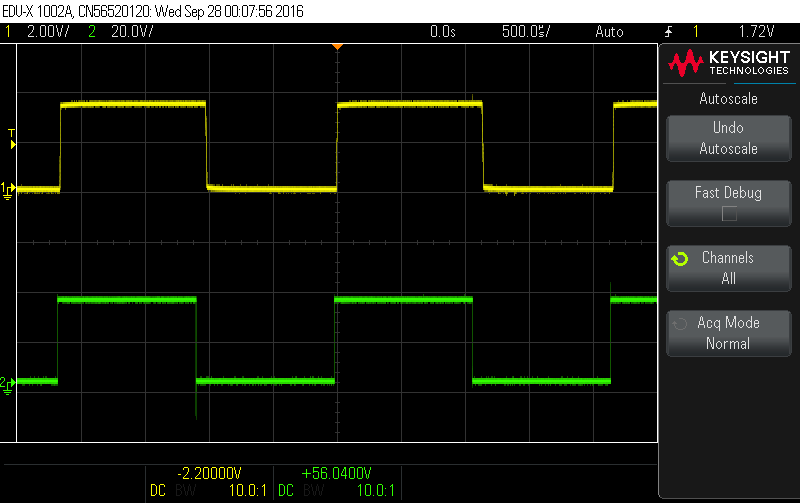 EDU-X 1002A, CN56520120: Wed Sep 28 00:07:56 2016
1 2.00V/ 2 20.0V/ 0.0s 500.0㎲/ Auto 1 1.72V
KEYSIGHT
TECHNOLOGIES
Autoscale
Undo
Autoscale
Fast Debug
Channels
All
Acq Mode
Normal
T
1
2
-2.20000V +56.0400V
DC BW 10.0:1 DC BW 10.0:1